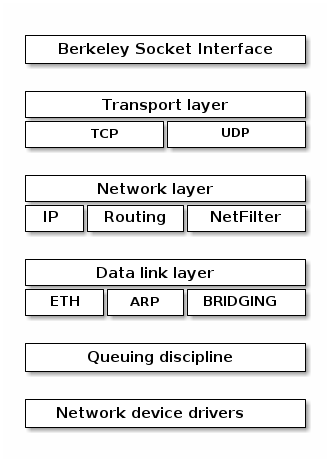 Berkeley Socket Interface
Transport layer
TCP UDP
Network layer
IP Routing NetFilter
Data link layer
ETH ARP BRIDGING
Queuing discipline
Network device drivers